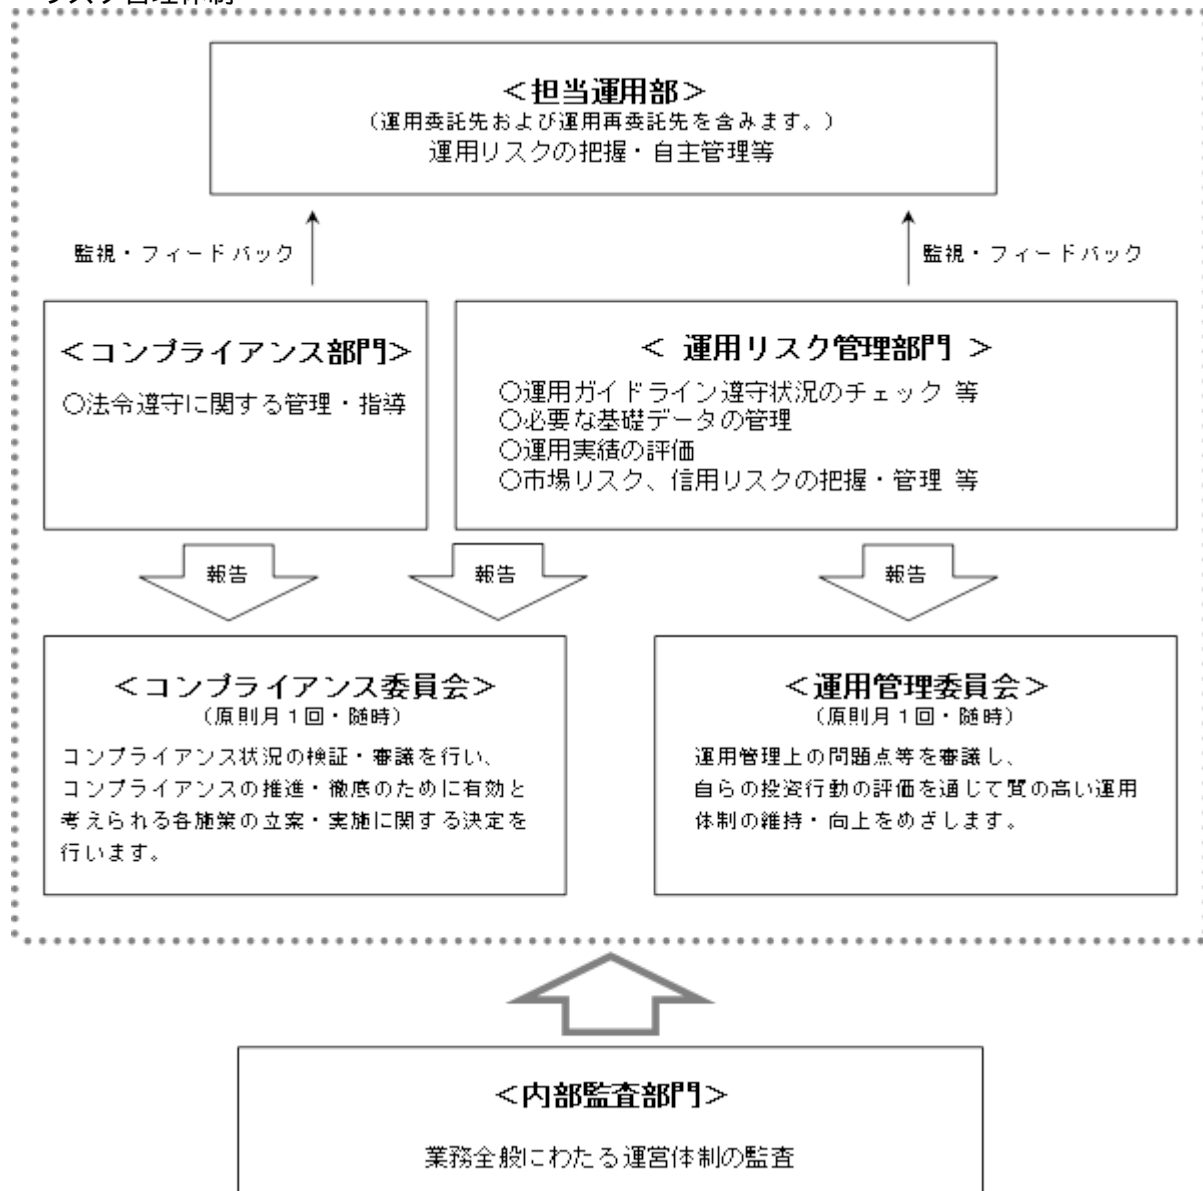 リスク管理体制
＜担当運用部＞
（運用委託先および運用再委託先を含みます。）
運用リスクの把握・自主管理等
監視・フィードバック
監視・フィードバック
＜コンプライアンス部門＞
○法令遵守に関する管理・指導
＜ 運用リスク管理部門 ＞
○運用ガイドライン遵守状況のチェック 等
○必要な基礎データの管理
○運用実績の評価
○市場リスク、信用リスクの把握・管理 等
報告
報告
報告
＜コンプライアンス委員会＞
（原則月１回・随時）
コンプライアンス状況の検証・審議を行い、
コンプライアンスの推進・徹底のために有効と
考えられる各施策の立案・実施に関する決定を
行います。
＜運用管理委員会＞
（原則月１回・随時）
運用管理上の問題点等を審議し、
自らの投資行動の評価を通じて質の高い運用
体制の維持・向上をめざします。
＜内部監査部門＞
業務全般にわたる運営体制の監査